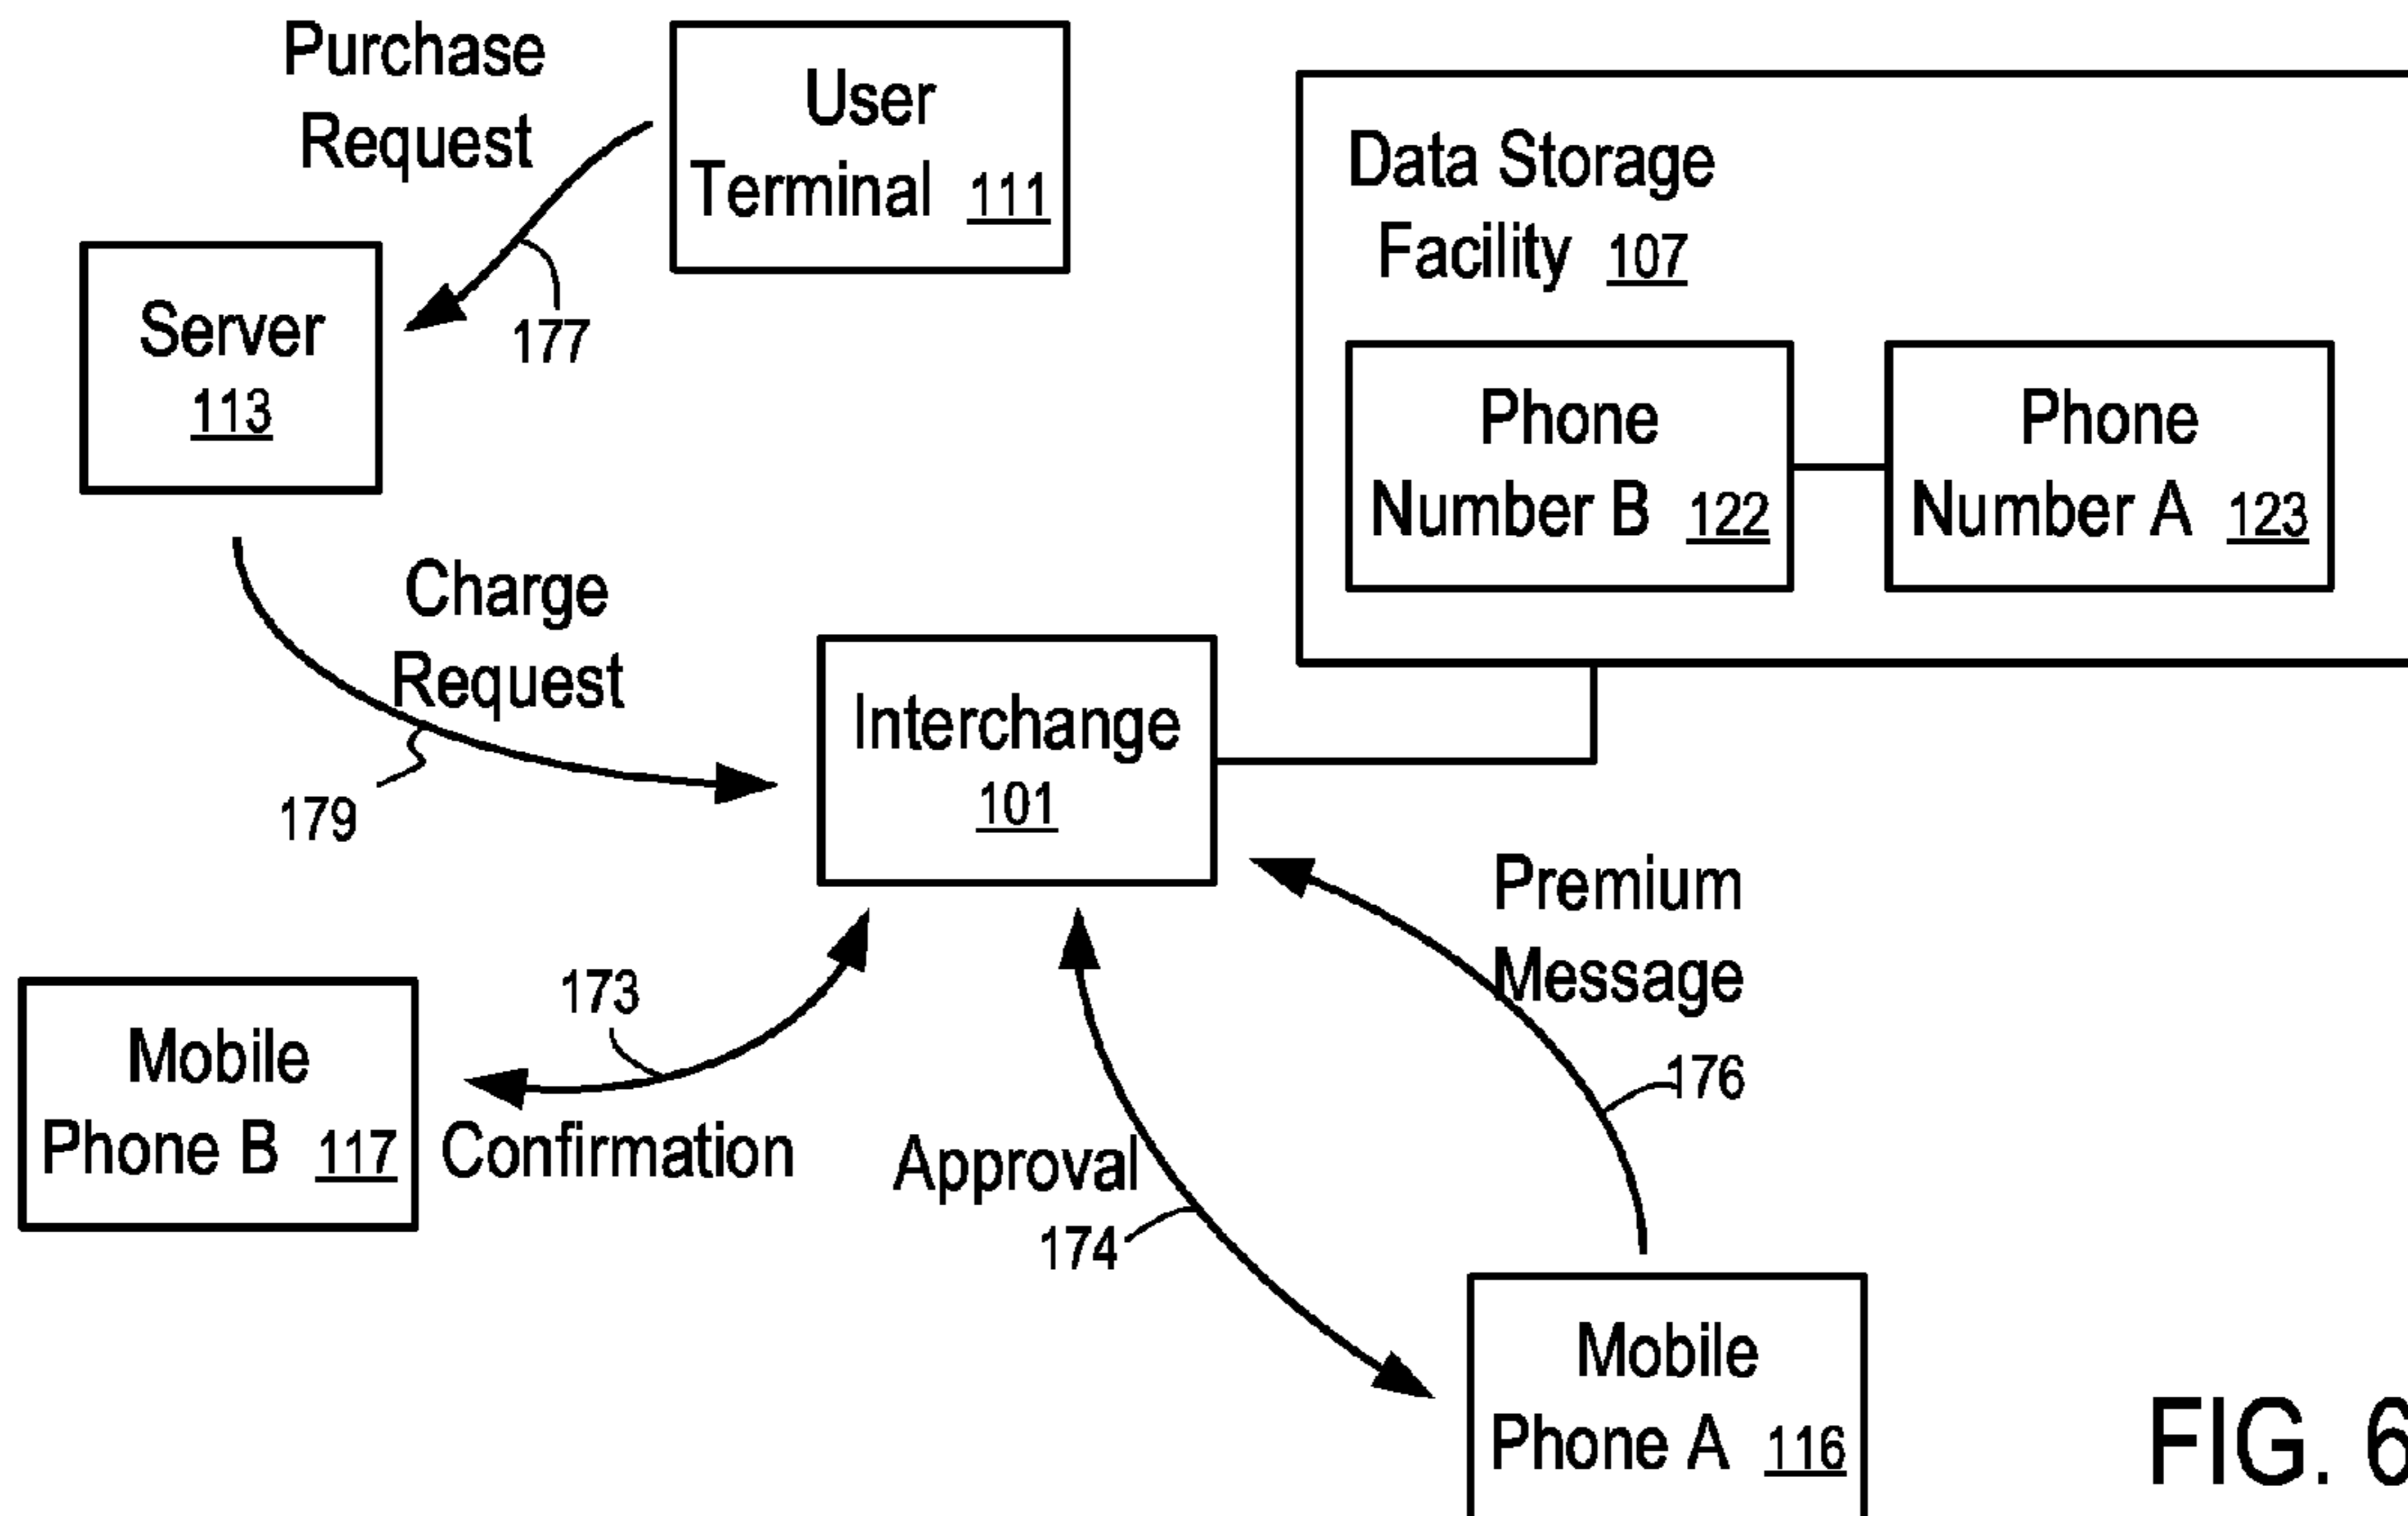 Purchase
Request
User
Terminal 111
177
Server
113
Data Storage
Facility 107
Phone
Number B 122
Phone
Number A 123
Charge
Request
179
Interchange
101
Premium
Message
176
173
Mobile
Phone B 117
Confirmation
Approval
174
Mobile
Phone A 116
FIG. 6